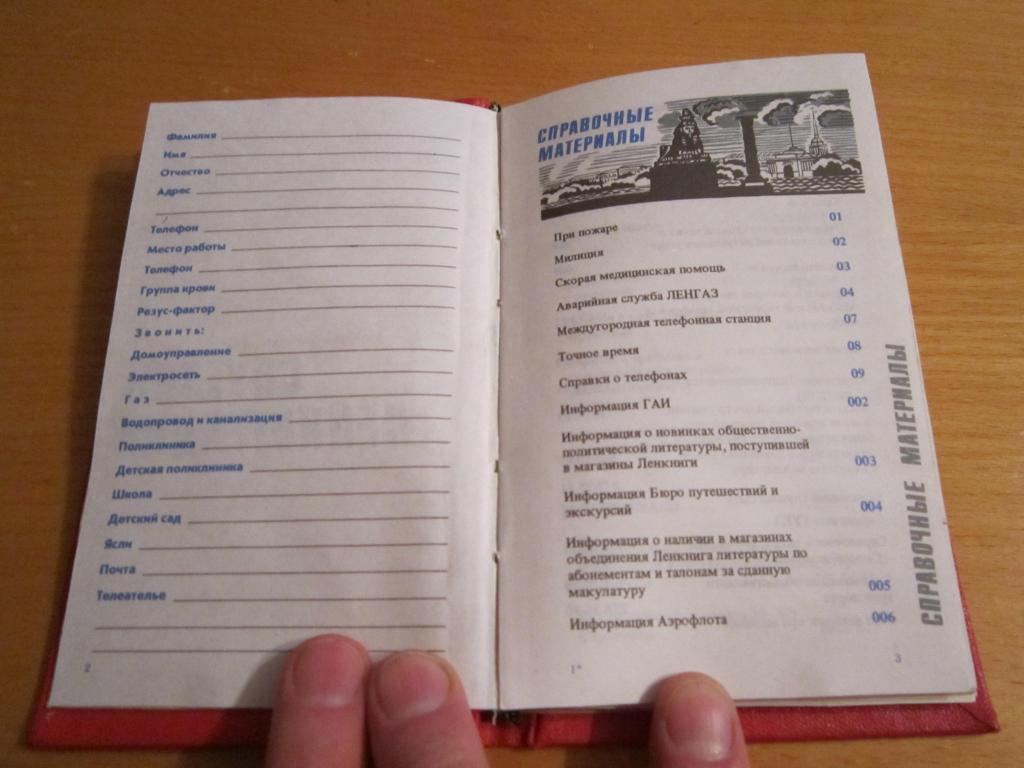 Фамилия
Имя
Отчество
Адрес
Телефон
Место работы
Телефон
Группа крови
Резус-фактор
Звонить:
Домоуправление
Электросеть
Газ
Водопровод и канализация
Поликлиника
Детская поликлиника
Школа
Детский сад
Ясли
Почта
Телеателье
2
СПРАВОЧНЫЕ
МАТЕРИАЛЫ
При пожаре 01
Милиция 02
Скорая медицинская помощь 03
Аварийная служба ЛЕНГАЗ 04
Междугородная телефонная станция 07
Точное время 08
Справки о телефонах 09
Информация ГАИ 002
Информация о новинках общественно-
политической литературы, поступившей
в магазины Ленкниги 003
Информация Бюро путешествий и
экскурсий 004
Информация о наличии в магазинах
объединения Ленкнига литературы по
абонементам и талонам за сданную
макулатуру 005
Информация Аэрофлота 006
1*
3
СПРАВОЧНЫЕ МАТЕРИАЛЫ